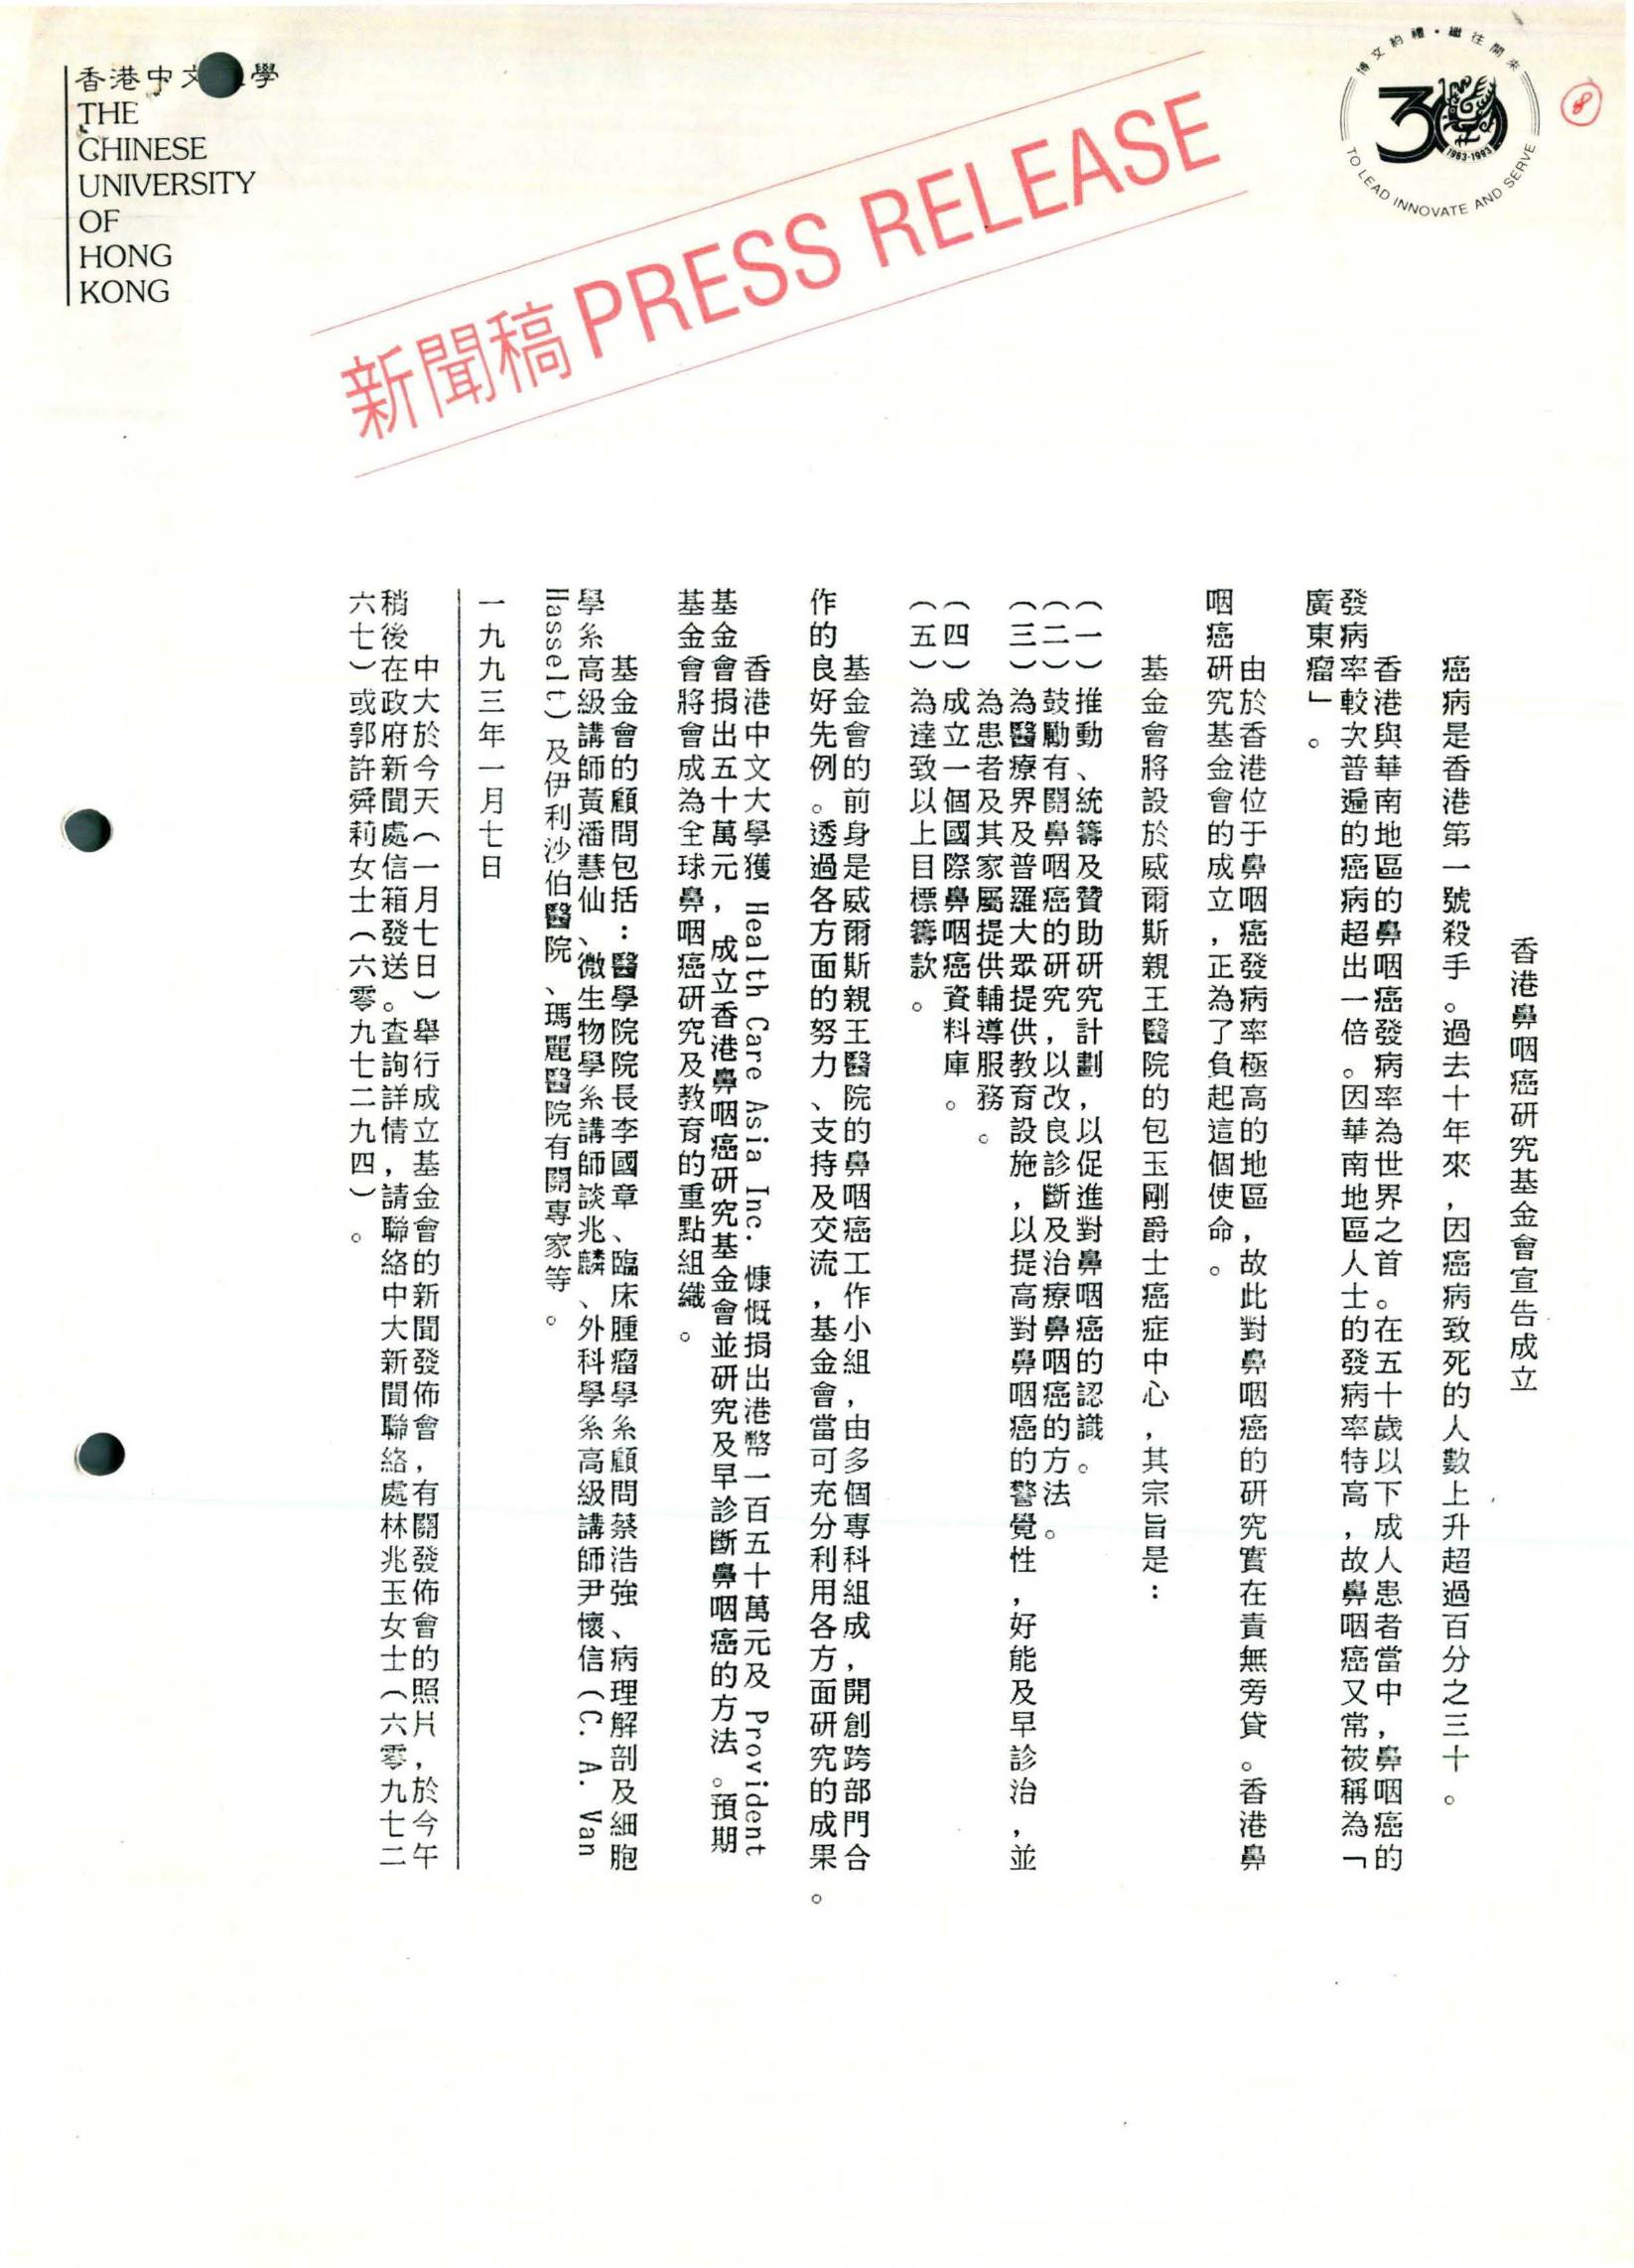 香港中文學
THE
CHINESE
UNIVERSITY
OF
HONG
KONG
新聞稿 PRESS RELEASE
博文約禮・繼往開來
30
1963-1993
TO LEAD INNOVATE AND SERVE
8
香港鼻咽癌研究基金會宣告成立
癌病是香港第一號殺手。過去十年來，因癌病致死的人數上升超過百分之三十。
香港與華南地區的鼻咽癌發病率為世界之首。在五十歲以下成人患者當中，鼻咽癌的
發病率較次普遍的癌病超出一倍。因華南地區人士的發病率特高，故鼻咽癌又常被稱為「
廣東瘤」。
由於香港位于鼻咽癌發病率極高的地區，故此對鼻咽癌的研究實在責無旁貸。香港鼻
咽癌研究基金會的成立，正為了負起這個使命。
基金會將設於威爾斯親王醫院的包玉剛爵士癌症中心，其宗旨是：
（一）推動、統籌及贊助研究計劃，以促進對鼻咽癌的認識。
（二）鼓勵有關鼻咽癌的研究，以改良診斷及治療鼻咽癌的方法。
（三）為醫療界及普羅大眾提供教育設施，以提高對鼻咽癌的警覺性，好能及早診治，並
為患者及其家屬提供輔導服務。
（四）成立一個國際鼻咽癌資料庫。
（五）為達致以上目標籌款。
基金會的前身是威爾斯親王醫院的鼻咽癌工作小組，由多個專科組成，開創跨部門合
作的良好先例。透過各方面的努力、支持及交流，基金會當可充分利用各方面研究的成果。
香港中文大學獲 Health Care Asia Inc. 慷慨捐出港幣一百五十萬元及 Provident
基金會捐出五十萬元，成立香港鼻咽癌研究基金會並研究及早診斷鼻咽癌的方法。預期
基金會將會成為全球鼻咽癌研究及教育的重點組織。
基金會的顧問包括：醫學院院長李國章、臨床腫瘤學系顧問蔡浩強、病理解剖及細胞
學系高級講師黃潘慧仙、微生物學系講師談兆麟、外科學系高級講師尹懷信（C. A. Van
Hasselt）及伊利沙伯醫院、瑪麗醫院有關專家等。
一九九三年一月七日
中大於今天（一月七日）舉行成立基金會的新聞發佈會，有關發佈會的照片，於今午
稍後在政府新聞處信箱發送。查詢詳情，請聯絡中大新聞聯絡處林兆玉女士（六零九七二
六七）或郭許舜莉女士（六零九七二九四）。